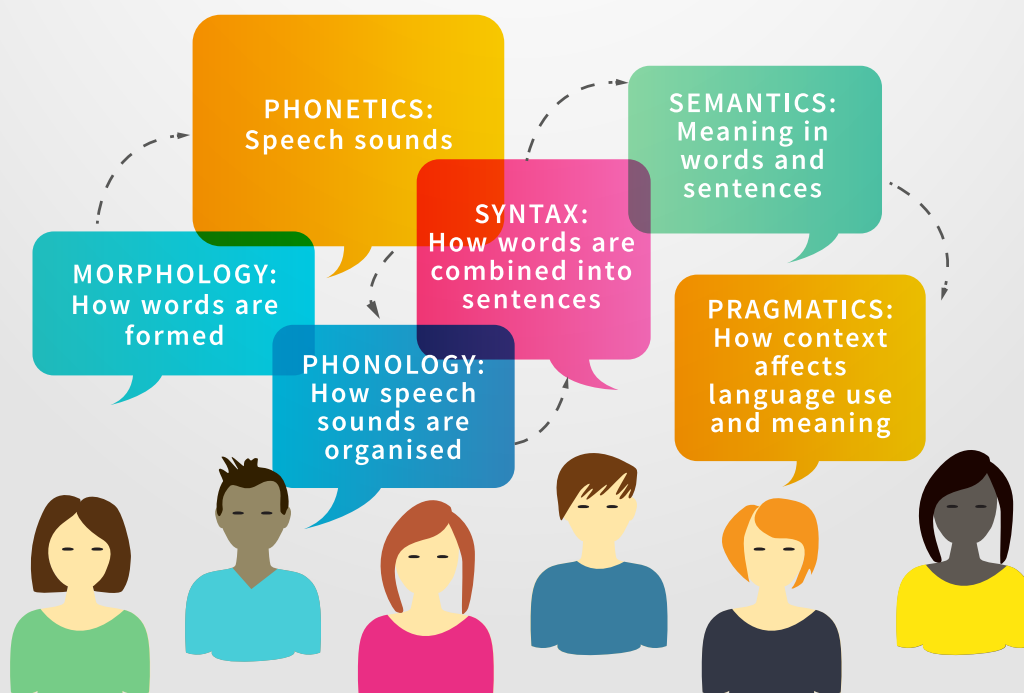 PHONETICS:
Speech sounds
SEMANTICS:
Meaning in
words and
sentences
SYNTAX:
How words are
combined into
sentences
MORPHOLOGY:
How words are
formed
PHONOLOGY:
How speech
sounds are
organised
PRAGMATICS:
How context
affects
language use
and meaning